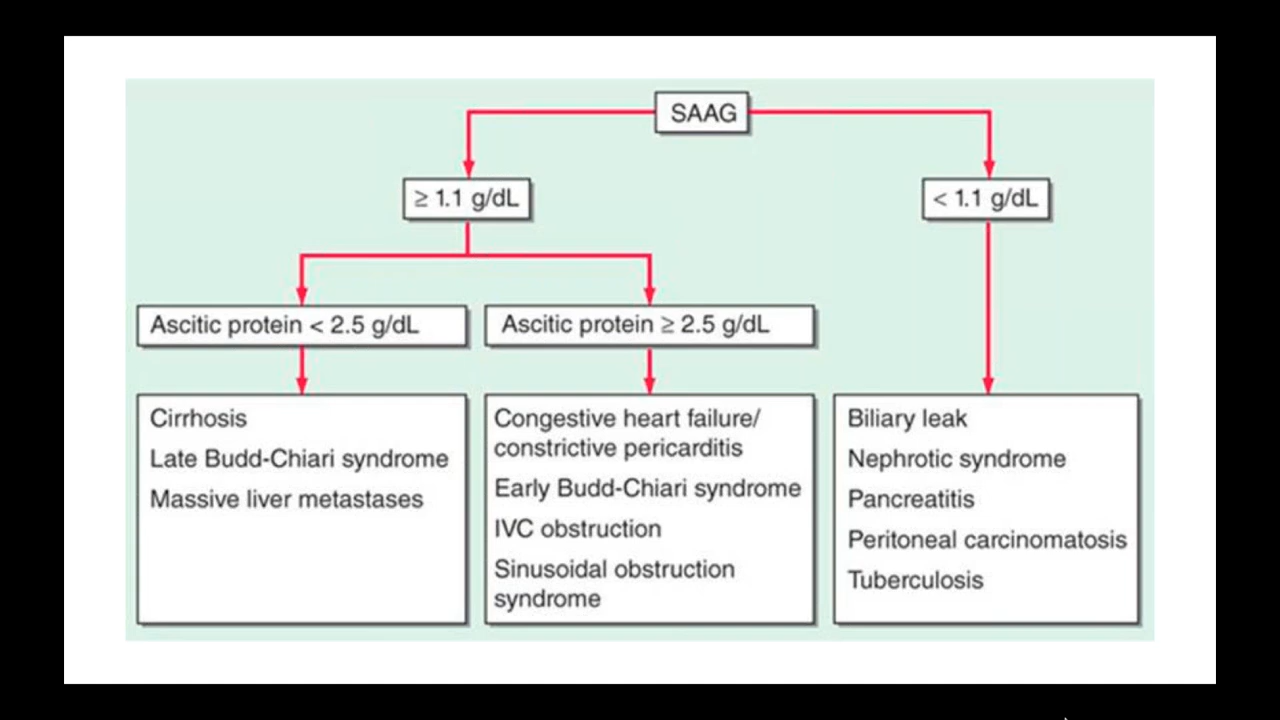 SAAG
≥ 1.1 g/dL
< 1.1 g/dL
Ascitic protein < 2.5 g/dL
Ascitic protein ≥ 2.5 g/dL
Cirrhosis
Late Budd-Chiari syndrome
Massive liver metastases
Congestive heart failure/
constrictive pericarditis
Early Budd-Chiari syndrome
IVC obstruction
Sinusoidal obstruction
syndrome
Biliary leak
Nephrotic syndrome
Pancreatitis
Peritoneal carcinomatosis
Tuberculosis